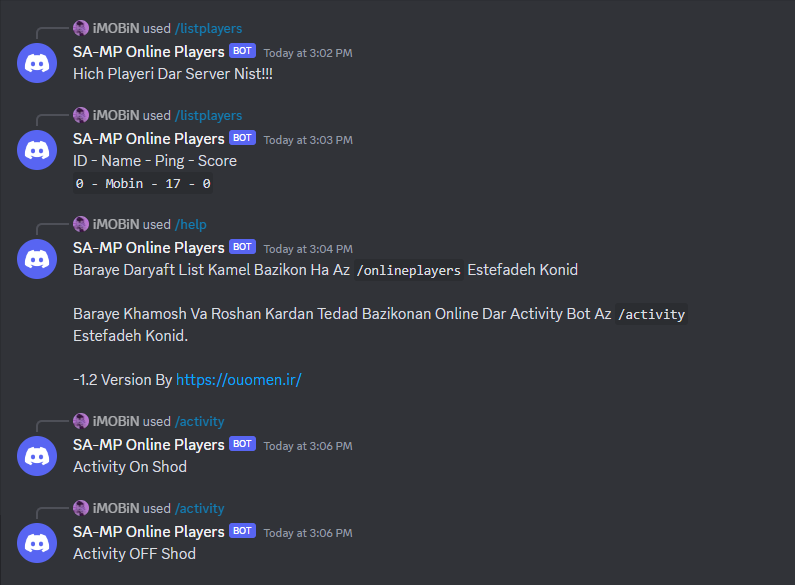 iMOBiN used /listplayers
SA-MP Online Players BOT Today at 3:02 PM
Hich Playeri Dar Server Nist!!!
iMOBiN used /listplayers
SA-MP Online Players BOT Today at 3:03 PM
ID - Name - Ping - Score
0 - Mobin - 17 - 0
iMOBiN used /help
SA-MP Online Players BOT Today at 3:04 PM
Baraye Daryaft List Kamel Bazikon Ha Az /onlineplayers Estefadeh Konid
Baraye Khamosh Va Roshan Kardan Tedad Bazikonan Online Dar Activity Bot Az /activity
Estefadeh Konid.
-1.2 Version By https://ouomen.ir/
iMOBiN used /activity
SA-MP Online Players BOT Today at 3:06 PM
Activity On Shod
iMOBiN used /activity
SA-MP Online Players BOT Today at 3:06 PM
Activity OFF Shod